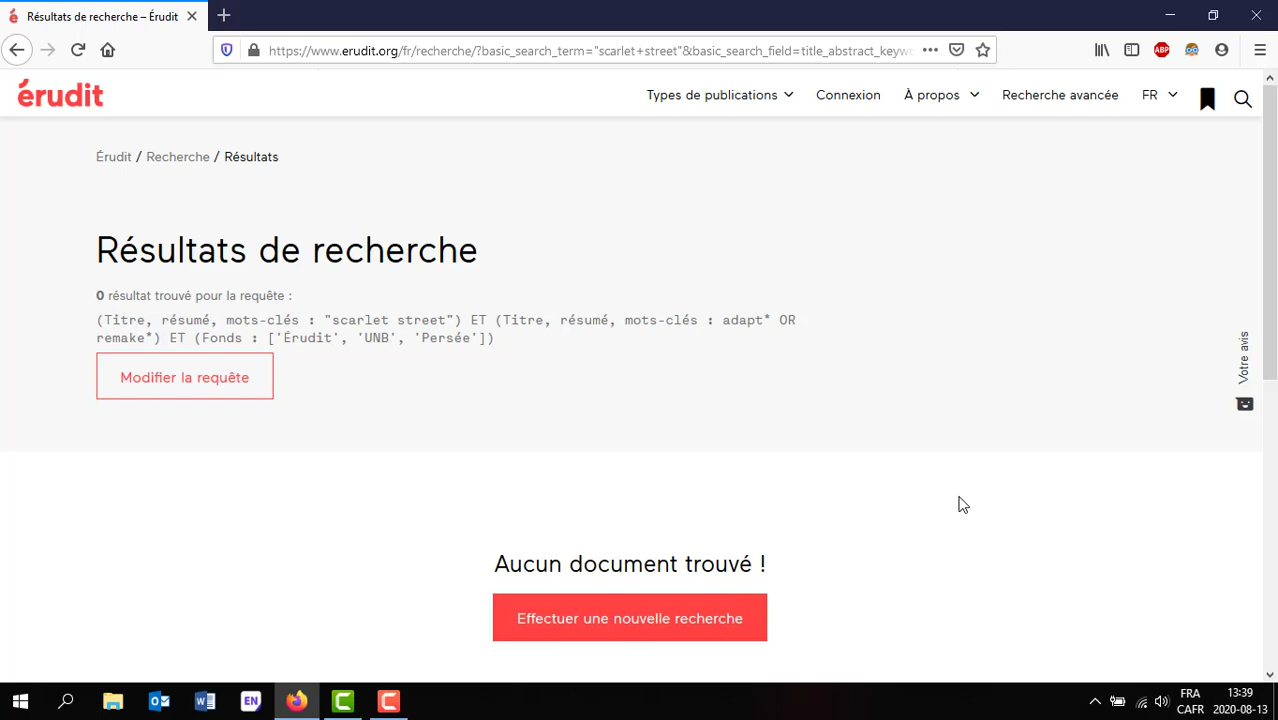 Résultats de recherche – Érudit
https://www.erudit.org/fr/recherche/?basic_search_term="scarlet+street"&basic_search_field=title_abstract_keywo
ABP
érudit
Types de publications
Connexion
À propos
Recherche avancée
FR
Érudit / Recherche / Résultats
Résultats de recherche
0 résultat trouvé pour la requête :
(Titre, résumé, mots-clés : "scarlet street") ET (Titre, résumé, mots-clés : adapt* OR
remake*) ET (Fonds : ['Érudit', 'UNB', 'Persée'])
Modifier la requête
Votre avis
Aucun document trouvé !
Effectuer une nouvelle recherche
EN
FRA
CAFR
13:39
2020-08-13